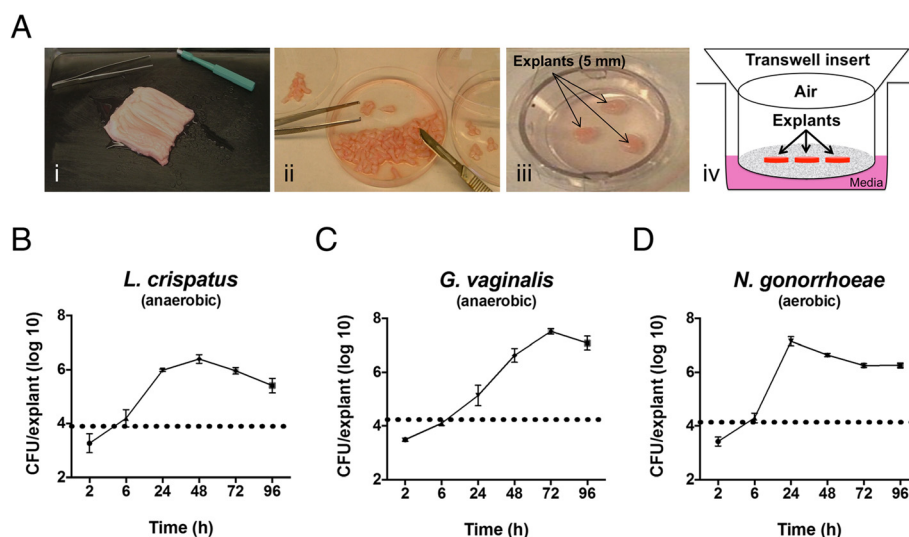 A
i
ii
Explants (5 mm)
iii
Transwell insert
Air
Explants
iv
Media
B
L. crispatus
(anaerobic)
CFU/explant (log 10)
8
6
4
2
2 6 24 48 72 96
Time (h)
C
G. vaginalis
(anaerobic)
CFU/explant (log 10)
8
6
4
2
2 6 24 48 72 96
Time (h)
D
N. gonorrhoeae
(aerobic)
CFU/explant (log 10)
8
6
4
2
2 6 24 48 72 96
Time (h)